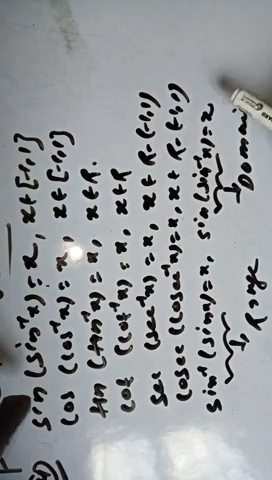 sin (sin⁻¹x) = x, x∈[-1,1]
cos (cos⁻¹x) = x, x∈[-1,1]
tan (tan⁻¹x) = x, x∈R.
cot (cot⁻¹x) = x, x∈R
sec (sec⁻¹x) = x, x∈R-(-1,1)
cosec (cosec⁻¹x) = x, x∈R-(-1,1)
sin⁻¹(sinx) = x, sin(sin⁻¹x) = x
Range Domain